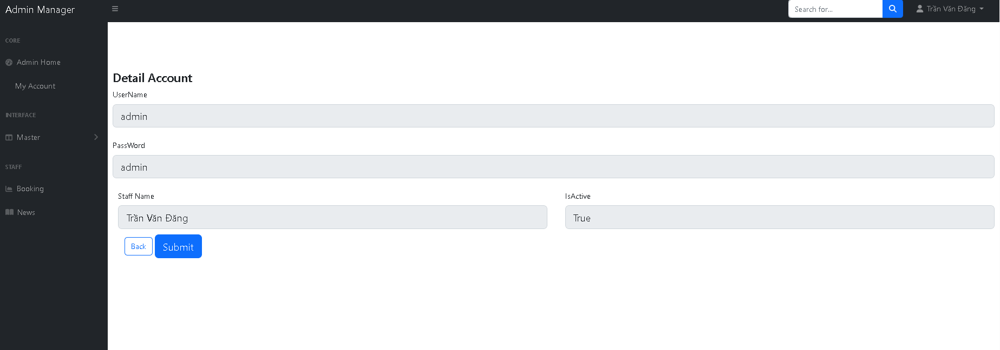 Admin Manager
Search for...
Trần Văn Đăng
CORE
Admin Home
My Account
INTERFACE
Master
STAFF
Booking
News
Detail Account
UserName
admin
PassWord
admin
Staff Name
IsActive
Trần Văn Đăng
True
Back
Submit